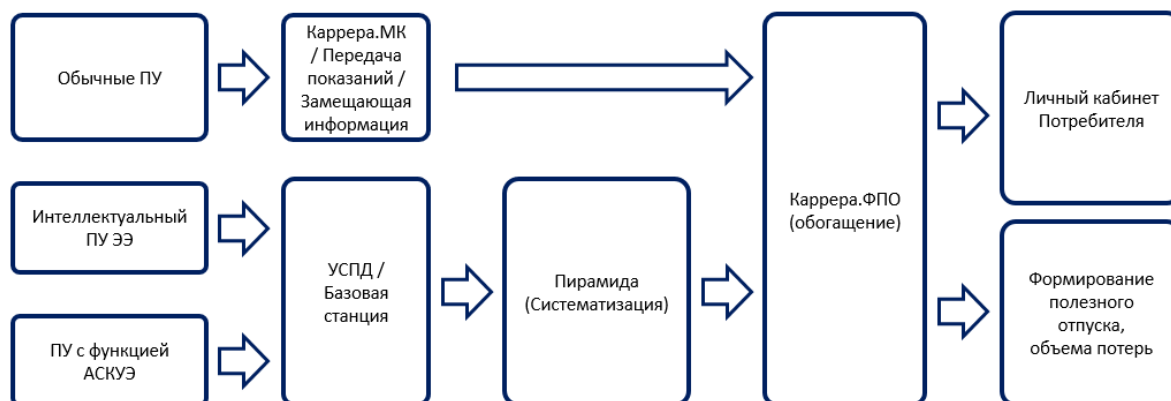 Обычные ПУ
Каррера.МК
/ Передача
показаний /
Замещающая
информация
Каррера.ФПО
(обогащение)
Личный кабинет
Потребителя
Интеллектуальный
ПУ ЭЭ
ПУ с функцией
АСКУЭ
УСПД /
Базовая
станция
Пирамида
(Систематизация)
Формирование
полезного
отпуска,
объема потерь